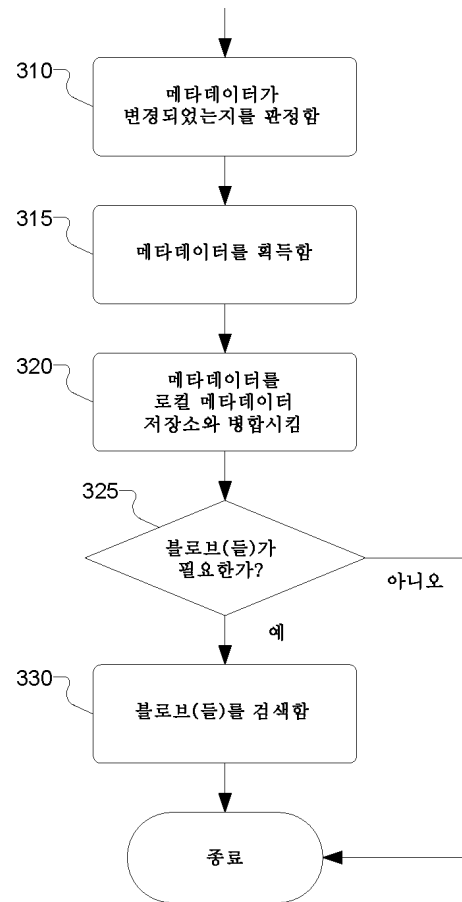 310
메타데이터가
변경되었는지를 판정함
315
메타데이터를 획득함
320
메타데이터를
로컬 메타데이터
저장소와 병합시킴
325
블로브(들)가
필요한가?
아니오
예
330
블로브(들)를 검색함
종료